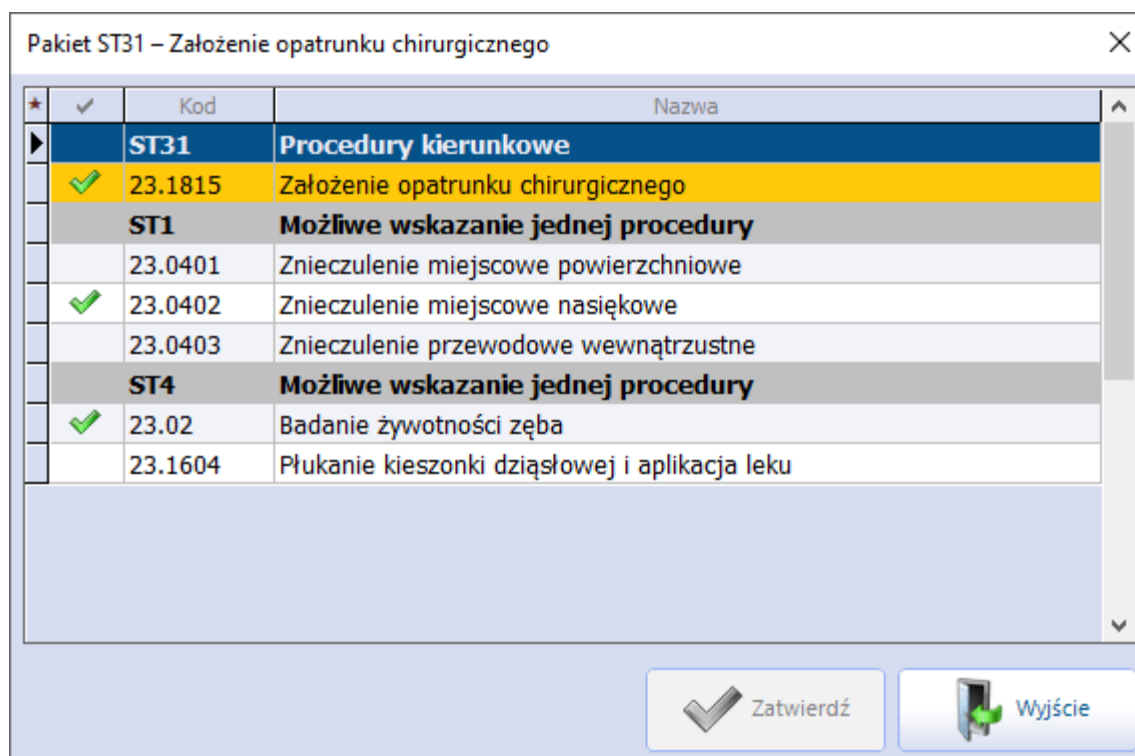 Pakiet ST31 – Założenie opatrunku chirurgicznego
Kod Nazwa
ST31 Procedury kierunkowe
23.1815 Założenie opatrunku chirurgicznego
ST1 Możliwe wskazanie jednej procedury
23.0401 Znieczulenie miejscowe powierzchniowe
23.0402 Znieczulenie miejscowe nasiękowe
23.0403 Znieczulenie przewodowe wewnątrzustne
ST4 Możliwe wskazanie jednej procedury
23.02 Badanie żywotności zęba
23.1604 Płukanie kieszonki dziąsłowej i aplikacja leku
Zatwierdź Wyjście